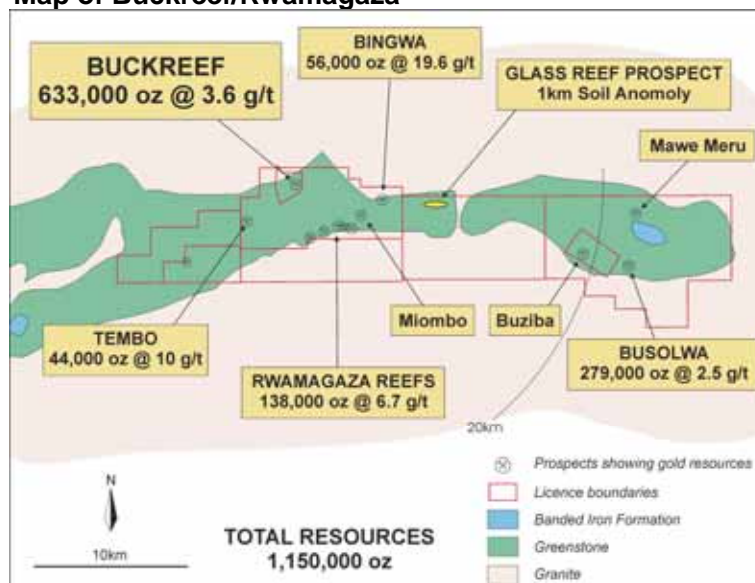 Map of Buckreef/Rwamagaza
BUCKREEF
633,000 oz @ 3.6 g/t
BINGWA
56,000 oz @ 19.6 g/t
GLASS REEF PROSPECT
1km Soil Anomoly
Mawe Meru
TEMBO
44,000 oz @ 10 g/t
RWAMAGAZA REEFS
138,000 oz @ 6.7 g/t
Miombo
Buziba
BUSOLWA
279,000 oz @ 2.5 g/t
20km
N
10km
TOTAL RESOURCES
1,150,000 oz
Prospects showing gold resources
Licence boundaries
Banded Iron Formation
Greenstone
Granite